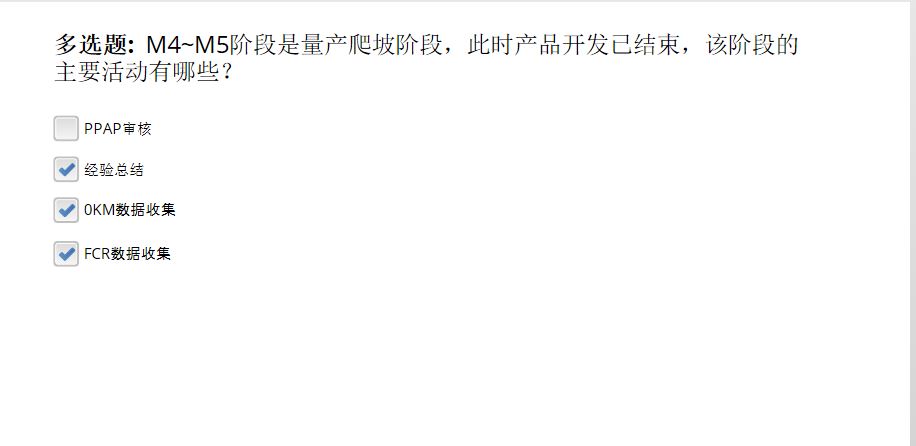 多选题: M4~M5阶段是量产爬坡阶段，此时产品开发已结束，该阶段的
主要活动有哪些？
PPAP审核
经验总结
0KM数据收集
FCR数据收集